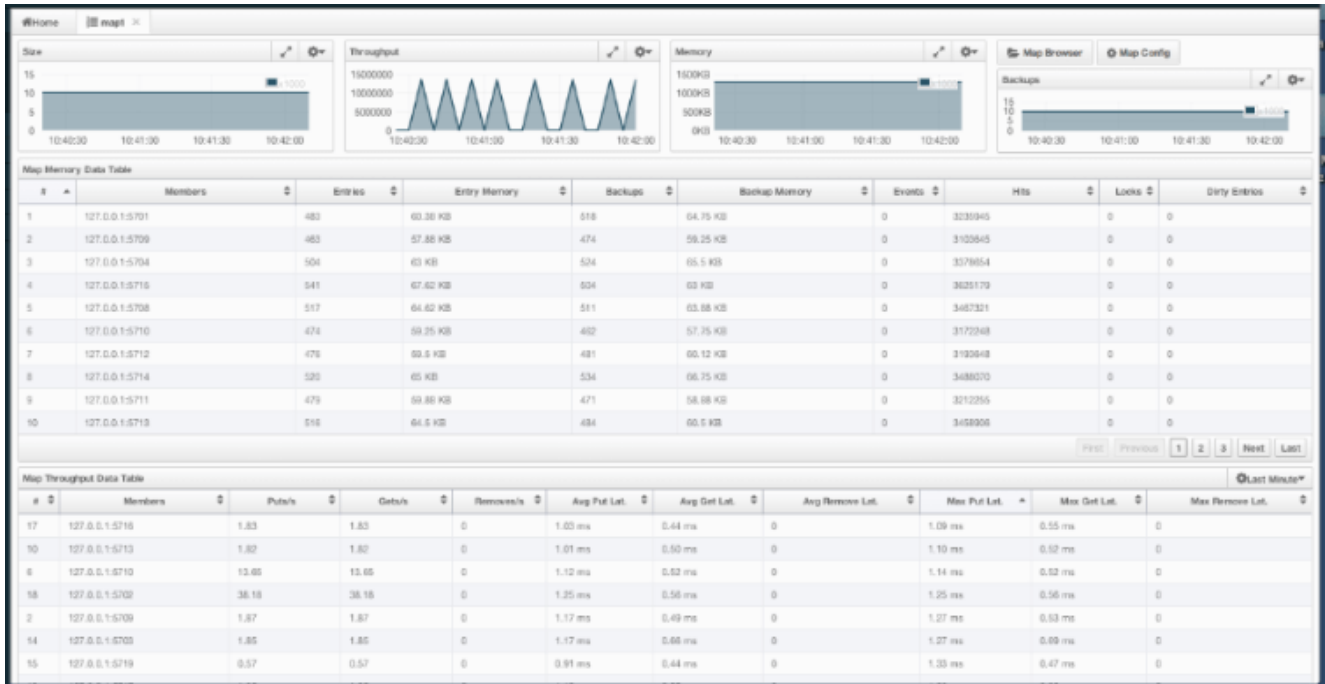 Home map1
Size Throughput Memory Map Browser Map Config
Backups
15 10 5 0
x1000
10:40:30 10:41:00 10:41:30 10:42:00
15000000 10000000 5000000 0
10:40:30 10:41:00 10:41:30 10:42:00
1500KB 1000KB 500KB 0KB
x1000
10:40:30 10:41:00 10:41:30 10:42:00
15 10 5 0
x1000
10:40:30 10:41:00 10:41:30 10:42:00
Map Memory Data Table
# Members Entries Entry Memory Backups Backup Memory Events Hits Locks Dirty Entries
1 127.0.0.1:5701 483 60.38 KB 518 64.75 KB 0 0 0
2 127.0.0.1:5709 463 57.88 KB 474 59.25 KB 0 0 0
3 127.0.0.1:5704 504 63 KB 524 65.5 KB 0 0 0
4 127.0.0.1:5715 541 67.62 KB 504 63 KB 0 0 0
5 127.0.0.1:5708 517 64.62 KB 511 63.88 KB 0 3467321 0 0
6 127.0.0.1:5710 474 59.25 KB 462 57.75 KB 0 3172248 0 0
7 127.0.0.1:5712 476 481 60.12 KB 0 0 0
8 127.0.0.1:5714 520 65 KB 534 66.75 KB 0 0 0
9 127.0.0.1:5711 479 59.88 KB 471 58.88 KB 0 0 0
10 127.0.0.1:5713 516 64.5 KB 484 60.5 KB 0 0 0
First Previous 1 2 3 Next Last
Map Throughput Data Table Last Minute
# Members Puts/s Gets/s Removes/s Avg Put Lat. Avg Get Lat. Avg Remove Lat. Max Put Lat. Max Get Lat. Max Remove Lat.
17 127.0.0.1:5716 1.83 1.83 0 1.03 ms 0.44 ms 0 1.09 ms 0.55 ms 0
10 127.0.0.1:5713 1.82 1.82 0 1.01 ms 0.50 ms 0 1.10 ms 0.52 ms 0
6 127.0.0.1:5710 13.65 13.65 0 1.12 ms 0.52 ms 0 1.14 ms 0.52 ms 0
18 127.0.0.1:5702 38.18 38.18 0 1.25 ms 0.56 ms 0 1.25 ms 0.56 ms 0
2 127.0.0.1:5709 1.87 1.87 0 1.17 ms 0.49 ms 0 1.27 ms 0.53 ms 0
14 127.0.0.1:5703 1.85 1.85 0 1.17 ms 0.66 ms 0 1.27 ms 0.69 ms 0
15 127.0.0.1:5719 0.57 0.57 0 0.91 ms 0.44 ms 0 1.33 ms 0.47 ms 0